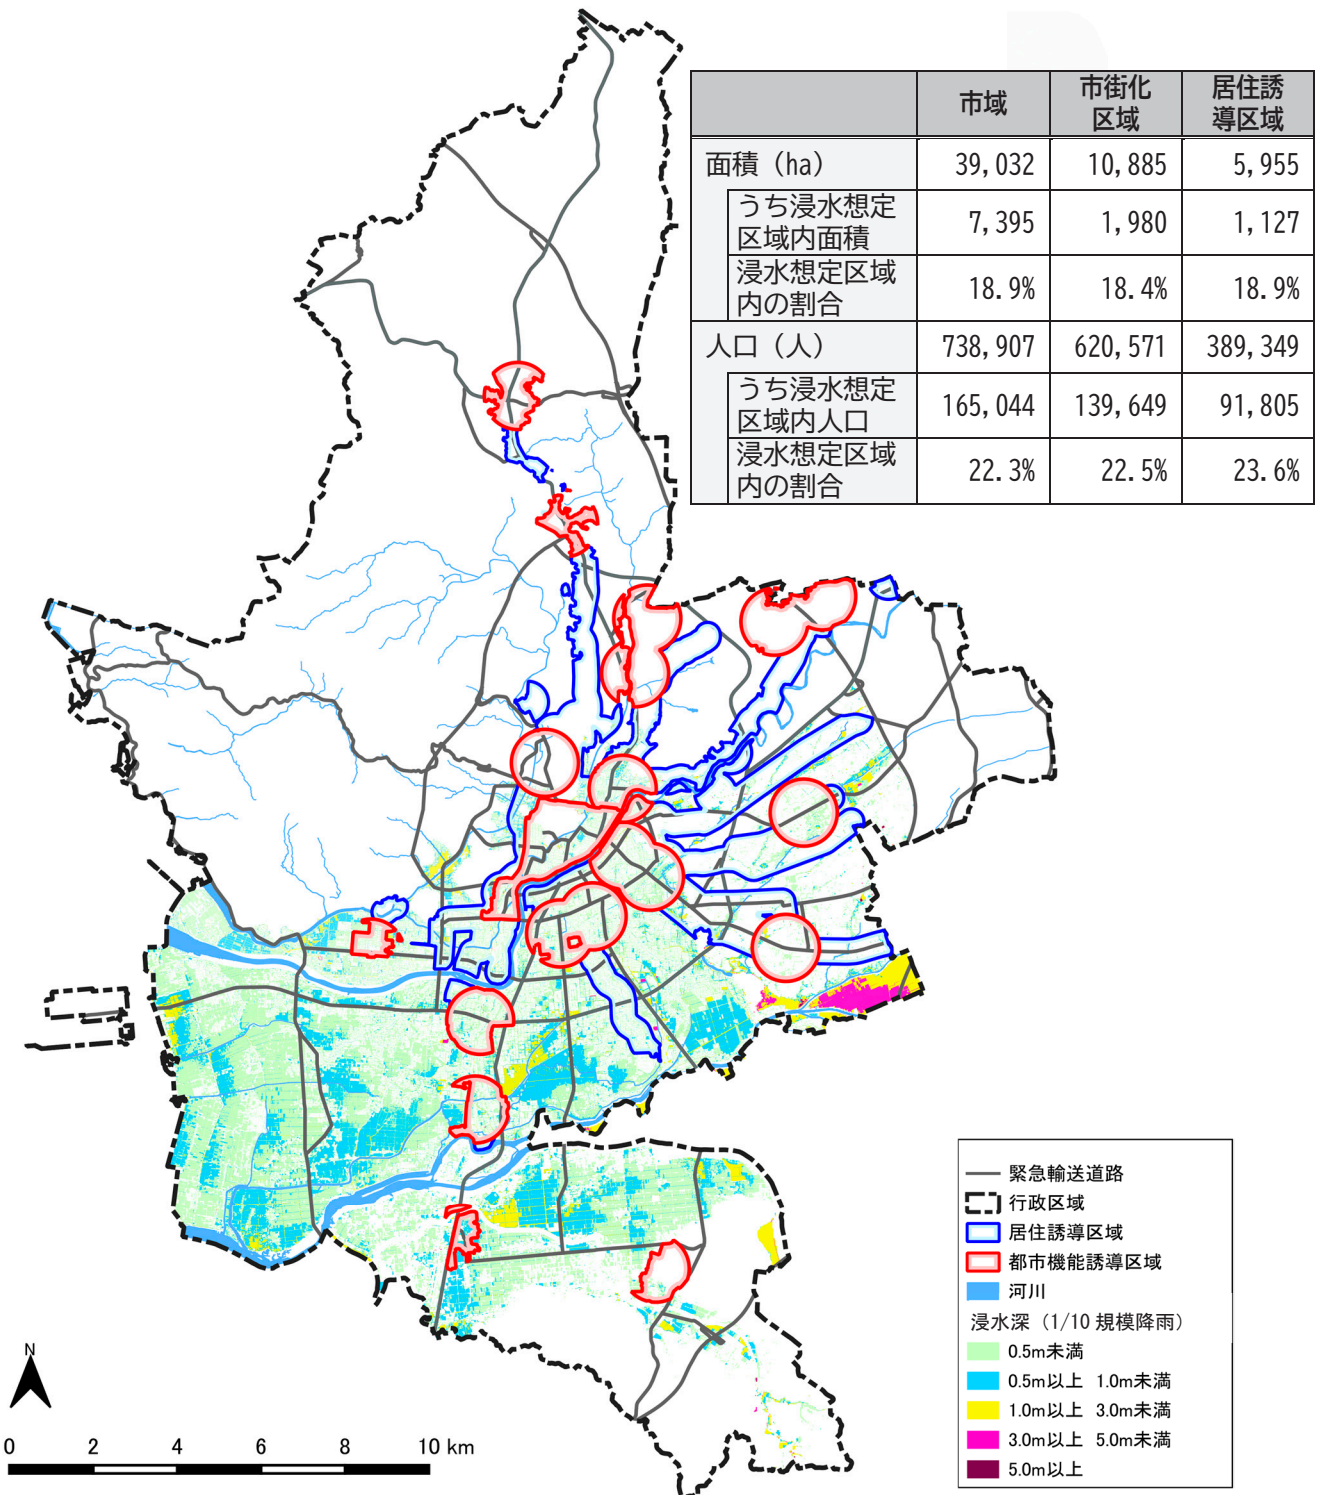 市域
市街化
区域
居住誘
導区域
面積（ha）
39,032
10,885
5,955
うち浸水想定
区域内面積
7,395
1,980
1,127
浸水想定区域
内の割合
18.9%
18.4%
18.9%
人口（人）
738,907
620,571
389,349
うち浸水想定
区域内人口
165,044
139,649
91,805
浸水想定区域
内の割合
22.3%
22.5%
23.6%
緊急輸送道路
行政区域
居住誘導区域
都市機能誘導区域
河川
浸水深（1/10 規模降雨）
0.5m未満
0.5m以上 1.0m未満
1.0m以上 3.0m未満
3.0m以上 5.0m未満
5.0m以上
N
0 2 4 6 8 10 km